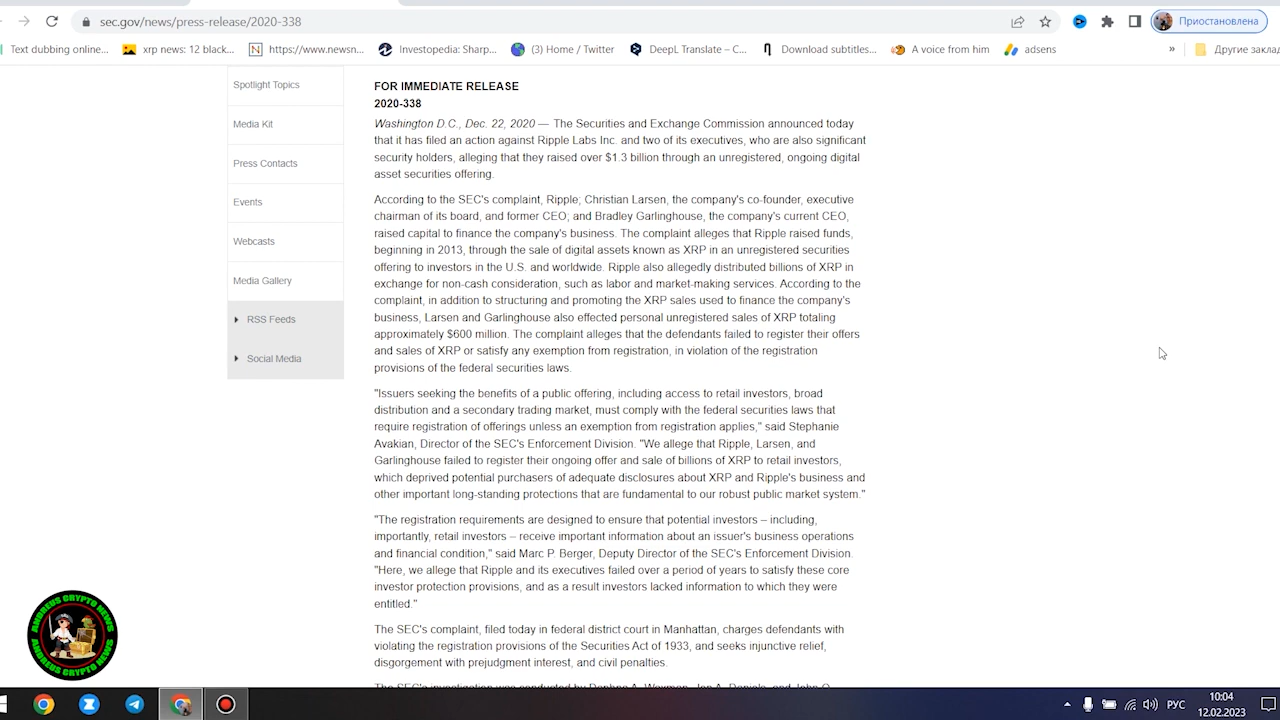 sec.gov/news/press-release/2020-338
Приостановлена
Text dubbing online...
xrp news: 12 black...
https://www.newsn...
Investopedia: Sharp...
(3) Home / Twitter
DeepL Translate – C...
Download subtitles...
A voice from him
adsens
»
Другие заклад
Spotlight Topics
Media Kit
Press Contacts
Events
Webcasts
Media Gallery
RSS Feeds
Social Media
FOR IMMEDIATE RELEASE
2020-338
Washington D.C., Dec. 22, 2020 — The Securities and Exchange Commission announced today
that it has filed an action against Ripple Labs Inc. and two of its executives, who are also significant
security holders, alleging that they raised over $1.3 billion through an unregistered, ongoing digital
asset securities offering.
According to the SEC's complaint, Ripple; Christian Larsen, the company's co-founder, executive
chairman of its board, and former CEO; and Bradley Garlinghouse, the company's current CEO,
raised capital to finance the company's business. The complaint alleges that Ripple raised funds,
beginning in 2013, through the sale of digital assets known as XRP in an unregistered securities
offering to investors in the U.S. and worldwide. Ripple also allegedly distributed billions of XRP in
exchange for non-cash consideration, such as labor and market-making services. According to the
complaint, in addition to structuring and promoting the XRP sales used to finance the company's
business, Larsen and Garlinghouse also effected personal unregistered sales of XRP totaling
approximately $600 million. The complaint alleges that the defendants failed to register their offers
and sales of XRP or satisfy any exemption from registration, in violation of the registration
provisions of the federal securities laws.
"Issuers seeking the benefits of a public offering, including access to retail investors, broad
distribution and a secondary trading market, must comply with the federal securities laws that
require registration of offerings unless an exemption from registration applies," said Stephanie
Avakian, Director of the SEC's Enforcement Division. "We allege that Ripple, Larsen, and
Garlinghouse failed to register their ongoing offer and sale of billions of XRP to retail investors,
which deprived potential purchasers of adequate disclosures about XRP and Ripple's business and
other important long-standing protections that are fundamental to our robust public market system."
"The registration requirements are designed to ensure that potential investors – including,
importantly, retail investors – receive important information about an issuer's business operations
and financial condition," said Marc P. Berger, Deputy Director of the SEC's Enforcement Division.
"Here, we allege that Ripple and its executives failed over a period of years to satisfy these core
investor protection provisions, and as a result investors lacked information to which they were
entitled."
The SEC's complaint, filed today in federal district court in Manhattan, charges defendants with
violating the registration provisions of the Securities Act of 1933, and seeks injunctive relief,
disgorgement with prejudgment interest, and civil penalties.
The SEC's investigation was conducted by Daphna A. Waxman, Jon A. Daniels, and John O.
ANDREUS CRYPTO NEWS
ANDREUS CRYPTO NEWS
РУС
10:04
12.02.2023